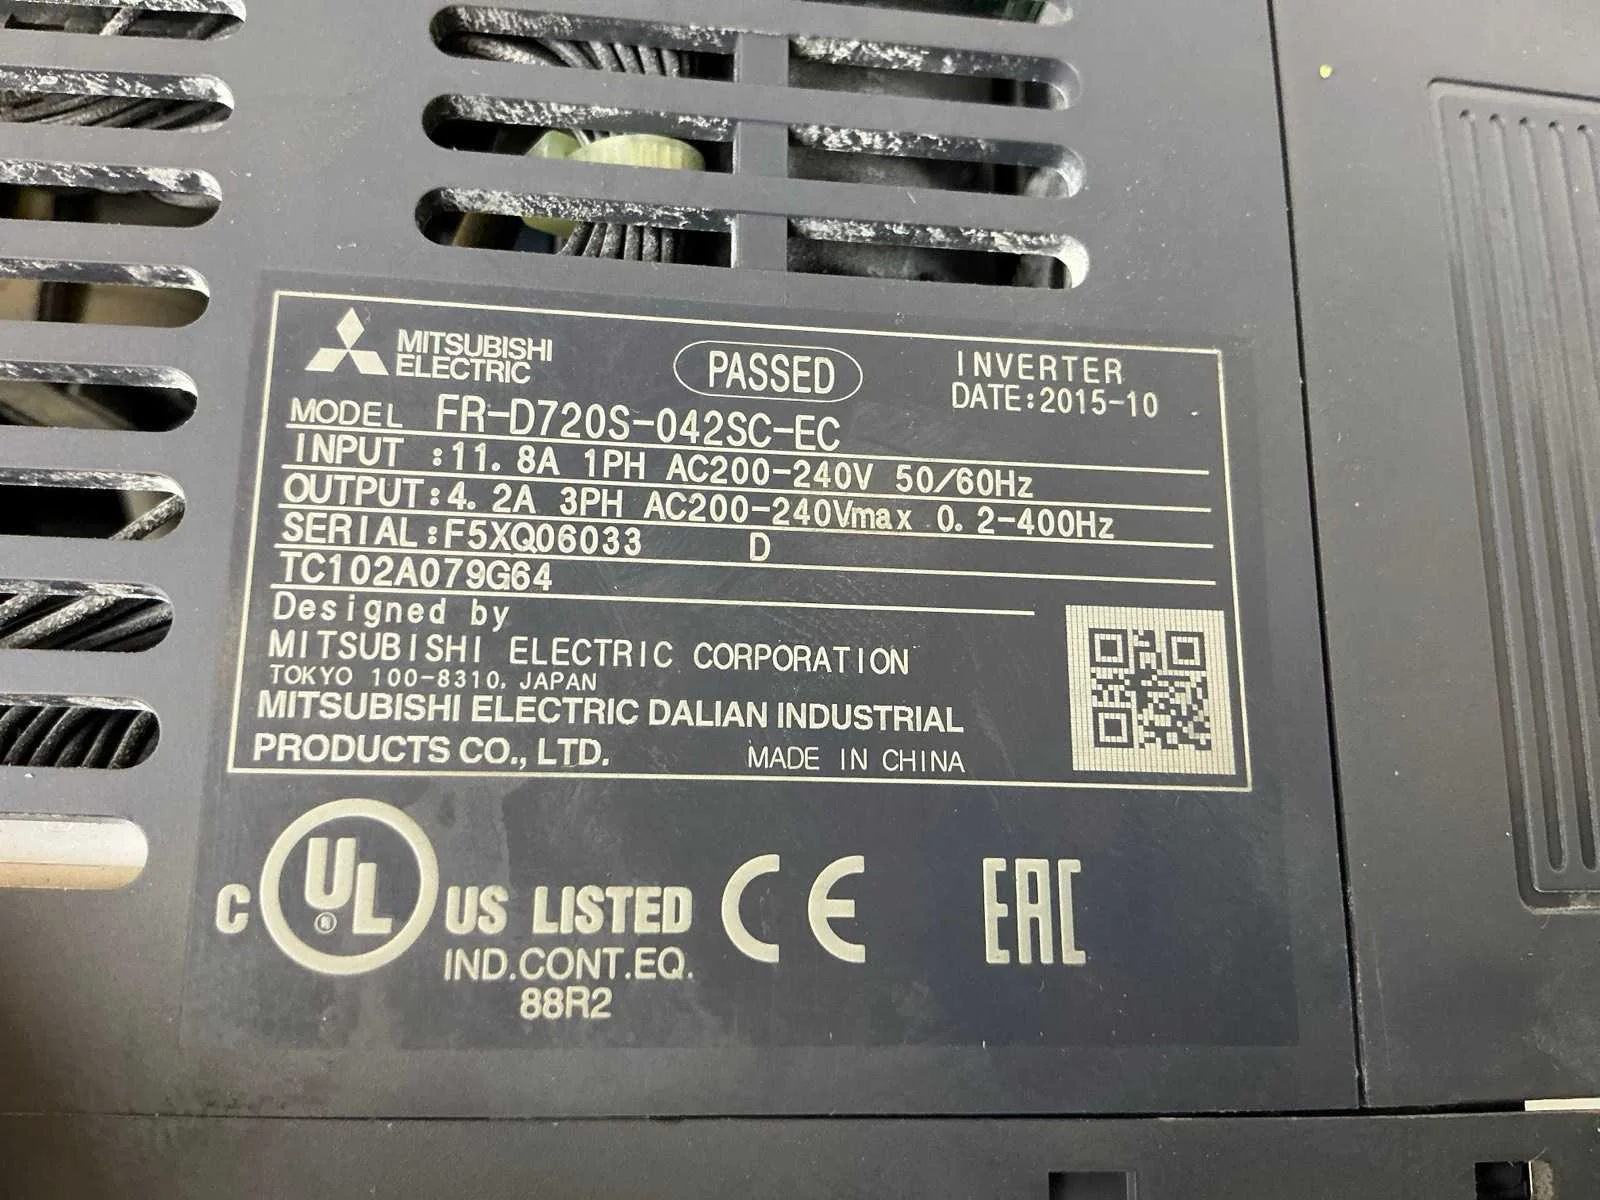 MITSUBISHI
ELECTRIC
PASSED
INVERTER
DATE:2015-10
MODEL FR-D720S-042SC-EC
INPUT :11.8A 1PH AC200-240V 50/60Hz
OUTPUT:4.2A 3PH AC200-240Vmax 0.2-400Hz
SERIAL:F5XQ06033 D
TC102A079G64
Designed by
MITSUBISHI ELECTRIC CORPORATION
TOKYO 100-8310, JAPAN
MITSUBISHI ELECTRIC DALIAN INDUSTRIAL
PRODUCTS CO., LTD. MADE IN CHINA
C UL ® US LISTED CE EAC
IND.CONT.EQ.
88R2